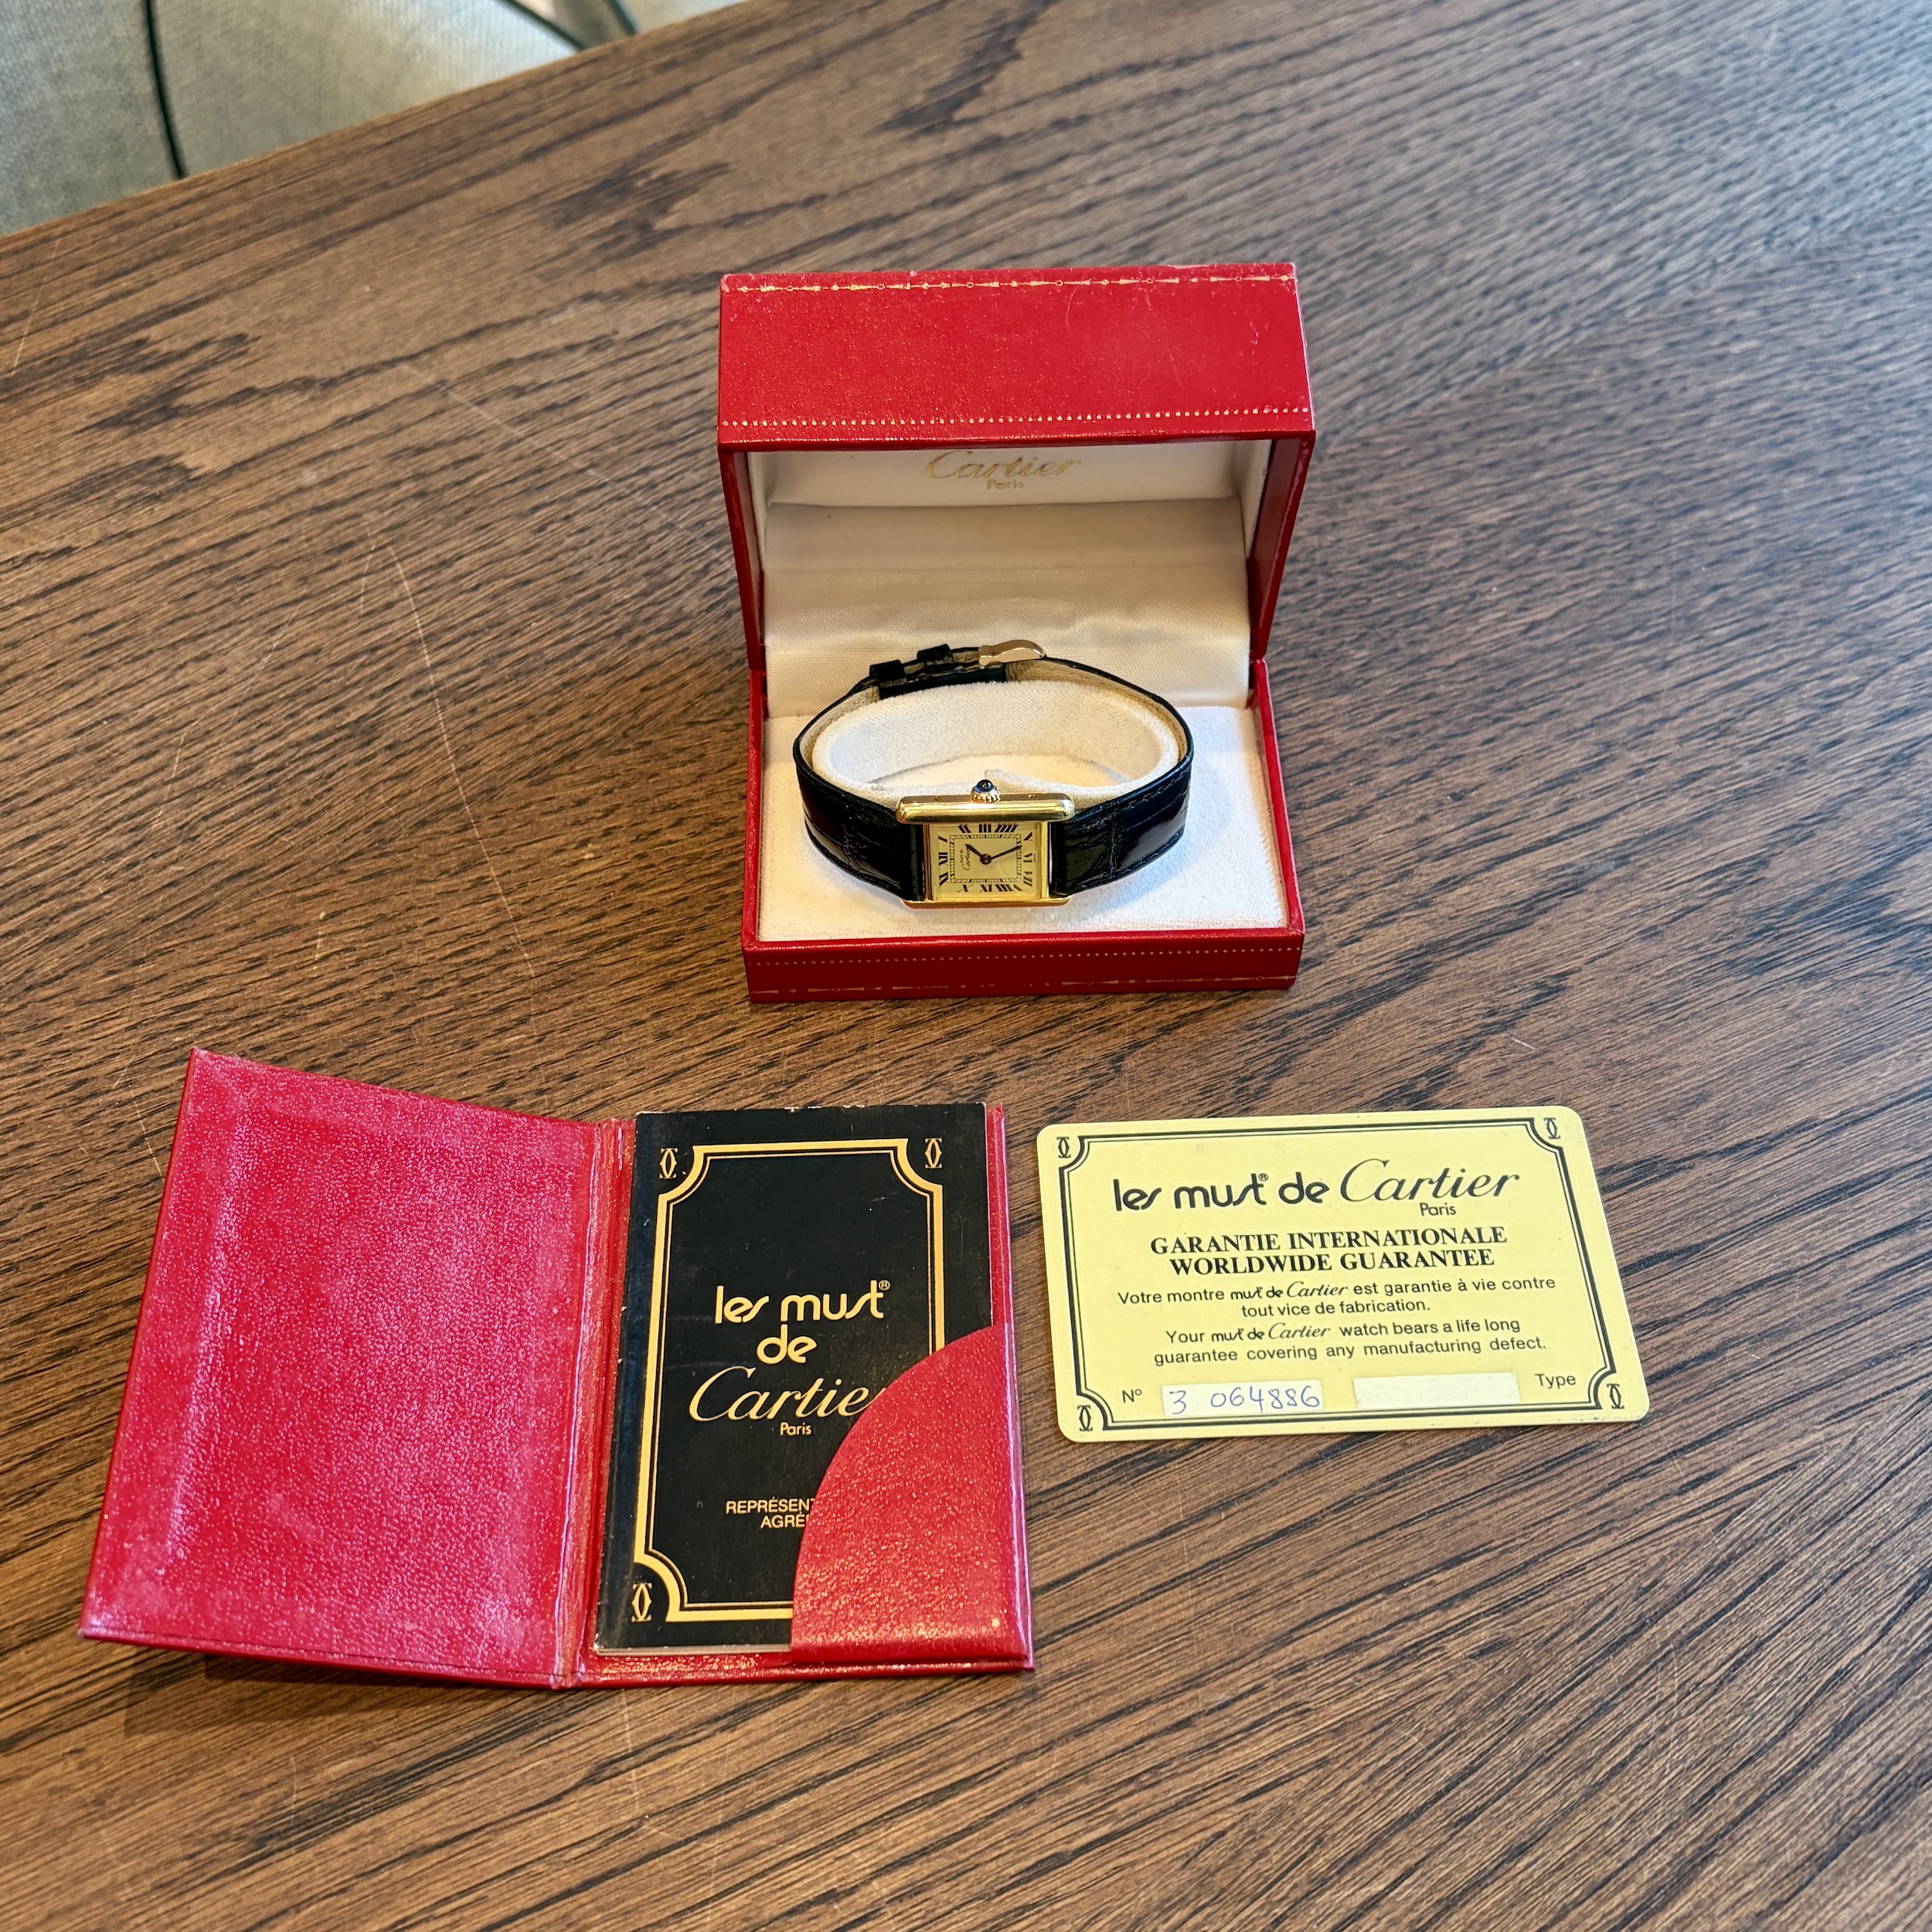 Cartier
Paris
les must® de Cartier
Paris
GARANTIE INTERNATIONALE
WORLDWIDE GUARANTEE
Votre montre must de Cartier est garantie à vie contre
tout vice de fabrication.
Your must de Cartier watch bears a life long
guarantee covering any manufacturing defect.
Nº 3 064886 Type
les must®
de
Cartie
Paris
REPRÉSENT
AGRÉ